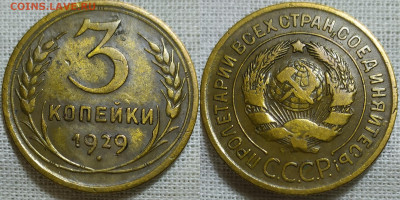 COINS.LAVE.RU
3
КОПЕЙКИ
1929
ПРОЛЕТАРИИ ВСЕХ СТРАН, СОЕДИНЯЙТЕСЬ!
С.С.С.Р.